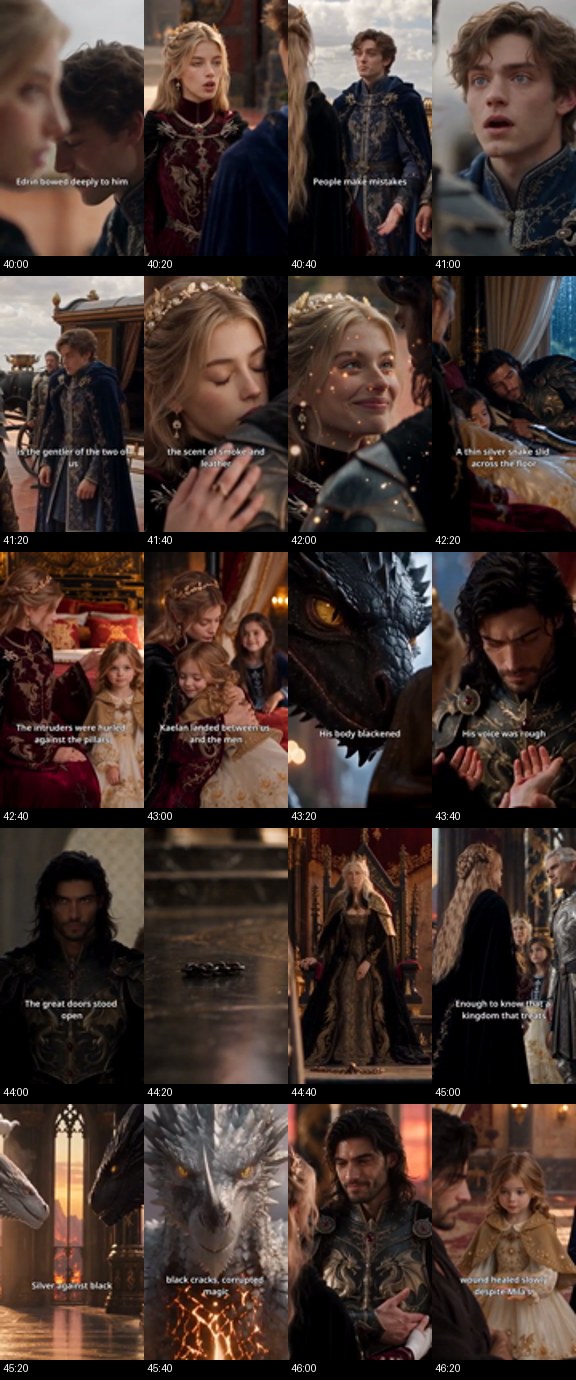 Edrin bowed deeply to him
People make mistakes
40:00
40:20
40:40
41:00
is the gentler of the two of
us
the scent of smoke and
leather
A thin silver snake slid
across the floor
41:20
41:40
42:00
42:20
The intruders were hurled
against the pillars
Kaelan landed between us
and the men
His body blackened
His voice was rough
42:40
43:00
43:20
43:40
The great doors stood
open
Enough to know that a
kingdom that treats
44:00
44:20
44:40
45:00
Silver against black
black cracks, corrupted
magic
wound healed slowly
despite Mila's
45:20
45:40
46:00
46:20